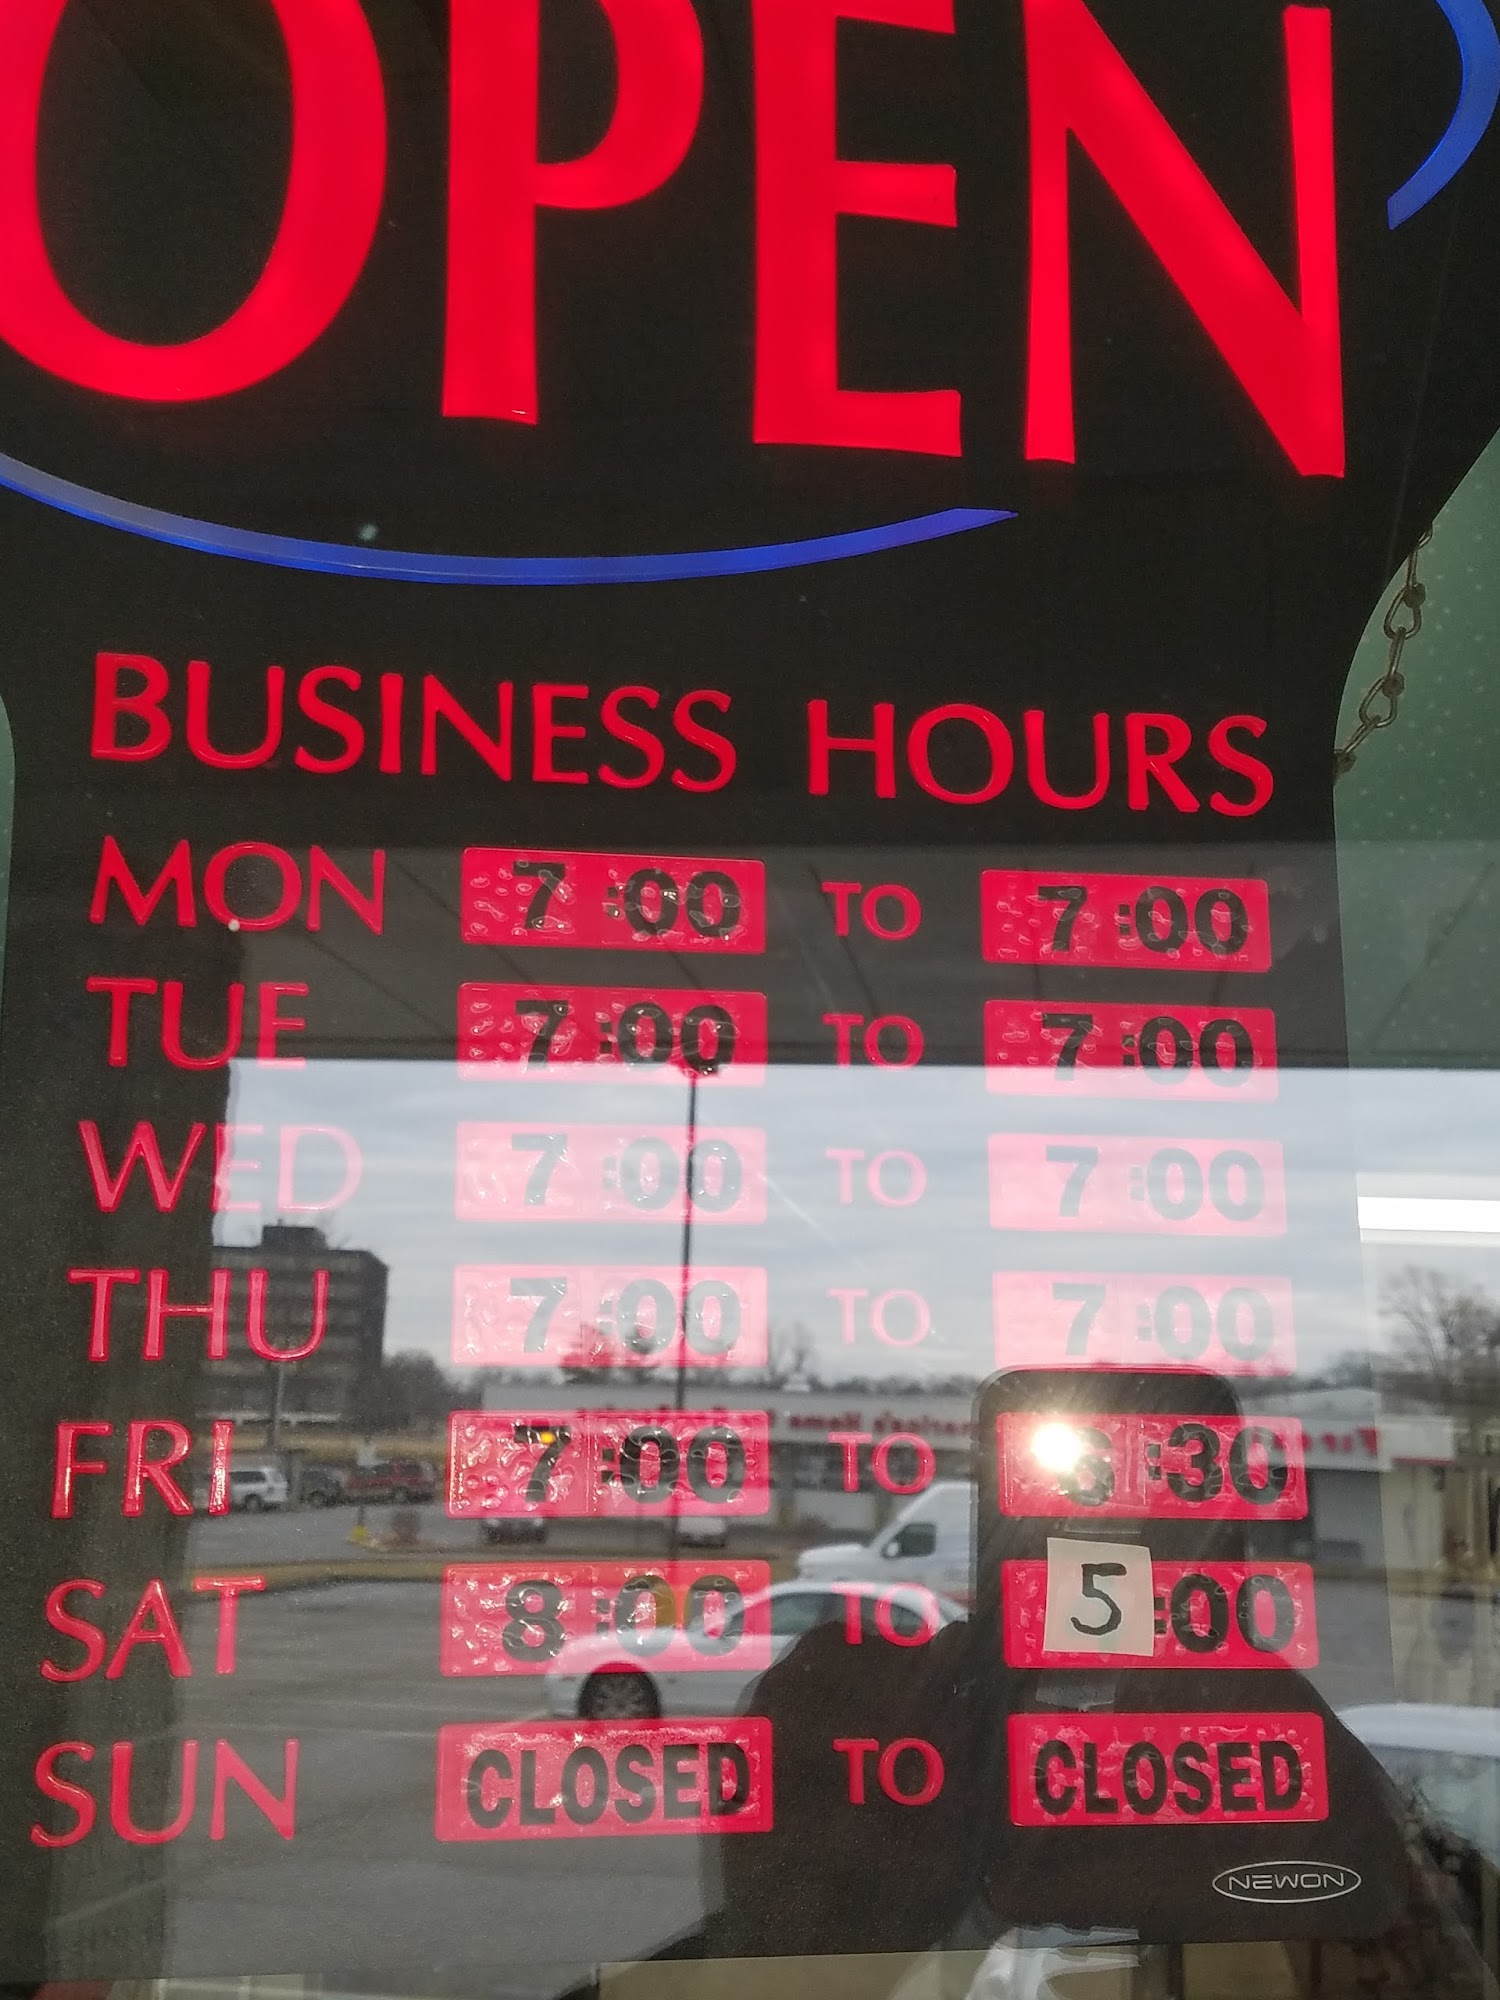 OPEN
BUSINESS HOURS
MON 7:00 TO 7:00
TUE 7:00 TO 7:00
WED 7:00 TO 7:00
THU 7:00 TO 7:00
FRI 7:00 TO 6:30
SAT 8:00 TO 5:00
SUN CLOSED TO CLOSED
NEWON